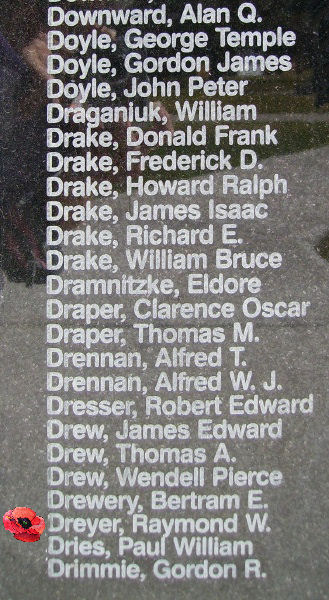 Downward, Alan Q.
Doyle, George Temple
Doyle, Gordon James
Doyle, John Peter
Draganiuk, William
Drake, Donald Frank
Drake, Frederick D.
Drake, Howard Ralph
Drake, James Isaac
Drake, Richard E.
Drake, William Bruce
Dramnitzke, Eldore
Draper, Clarence Oscar
Draper, Thomas M.
Drennan, Alfred T.
Drennan, Alfred W. J.
Dresser, Robert Edward
Drew, James Edward
Drew, Thomas A.
Drew, Wendell Pierce
Drewery, Bertram E.
Dreyer, Raymond W.
Dries, Paul William
Drimmie, Gordon R.